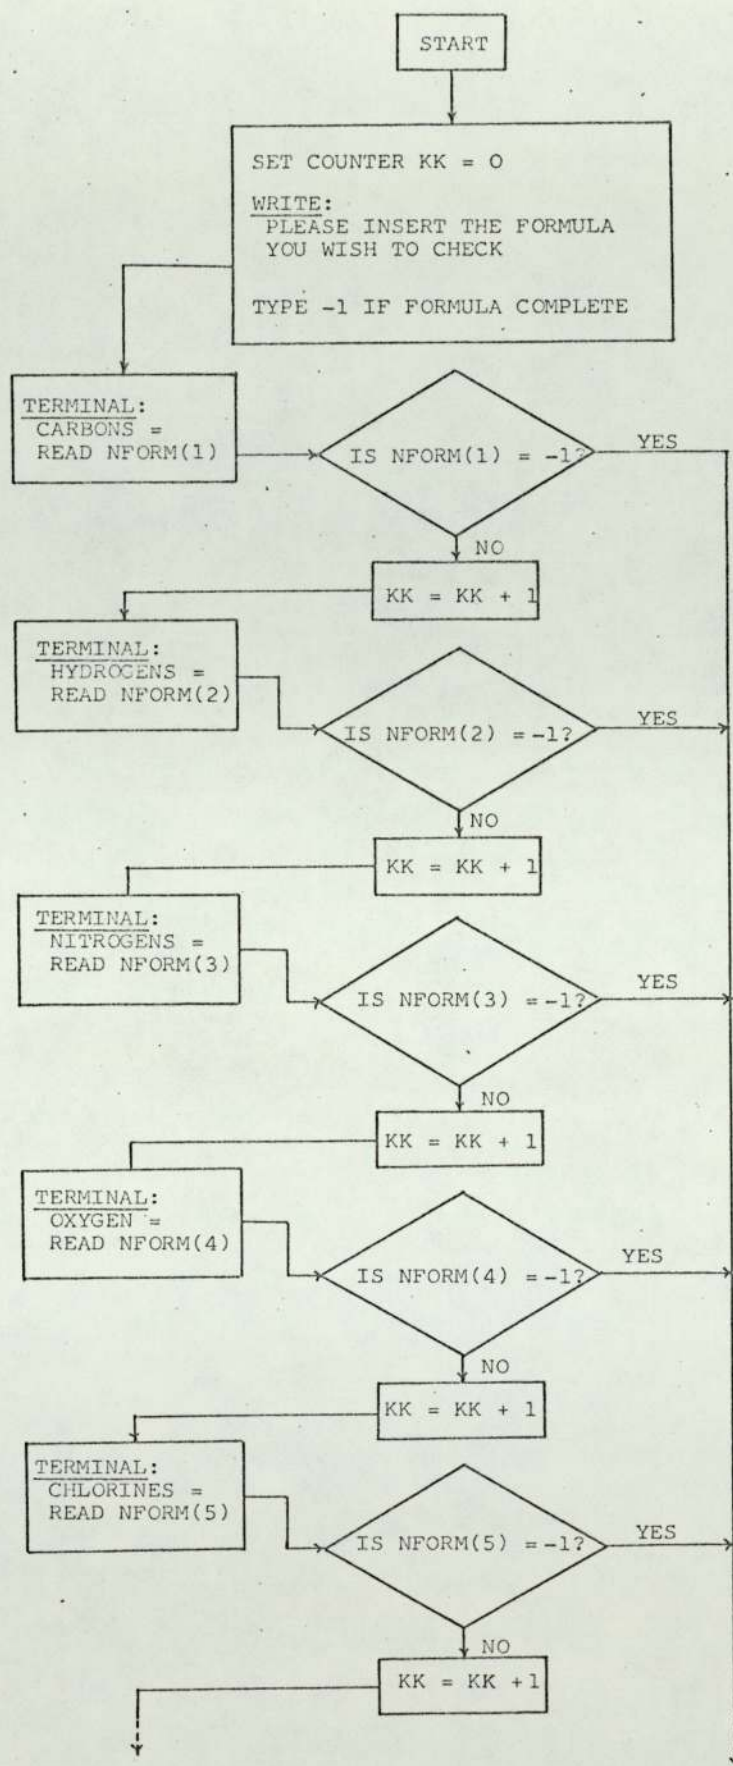 START
SET COUNTER KK = O
WRITE:
PLEASE INSERT THE FORMULA
YOU WISH TO CHECK
TYPE -1 IF FORMULA COMPLETE
TERMINAL:
CARBONS =
READ NFORM(1)
IS NFORM(1) = -1?
YES
NO
KK = KK + 1
TERMINAL:
HYDROGENS =
READ NFORM(2)
IS NFORM(2) = -1?
YES
NO
KK = KK + 1
TERMINAL:
NITROGENS =
READ NFORM(3)
IS NFORM(3) = -1?
YES
NO
KK = KK + 1
TERMINAL:
OXYGEN =
READ NFORM(4)
IS NFORM(4) = -1?
YES
NO
KK = KK + 1
TERMINAL:
CHLORINES =
READ NFORM(5)
IS NFORM(5) = -1?
YES
NO
KK = KK + 1